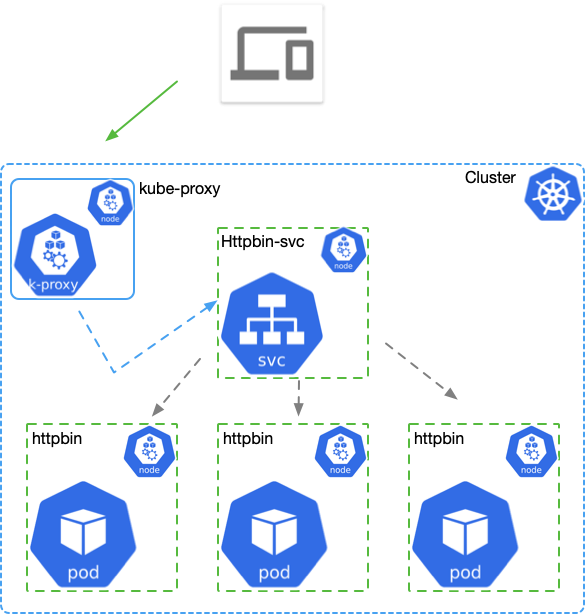 Cluster
kube-proxy
node
k-proxy
Httpbin-svc
node
svc
httpbin
node
pod
httpbin
node
pod
httpbin
node
pod